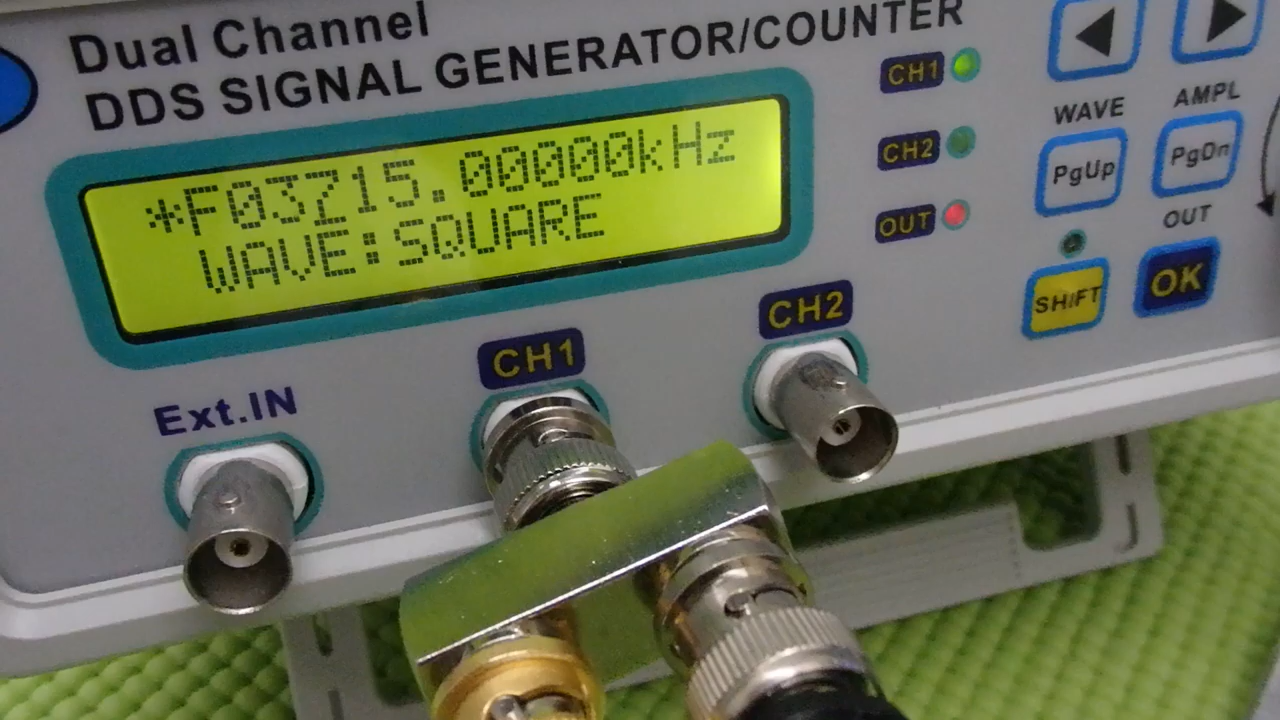 Dual Channel
DDS SIGNAL GENERATOR/COUNTER
*F03215.00000kHz
WAVE:SQUARE
CH1
CH2
OUT
WAVE
AMPL
PgUp
PgDn
OUT
SHIFT
OK
Ext.IN
CH1
CH2